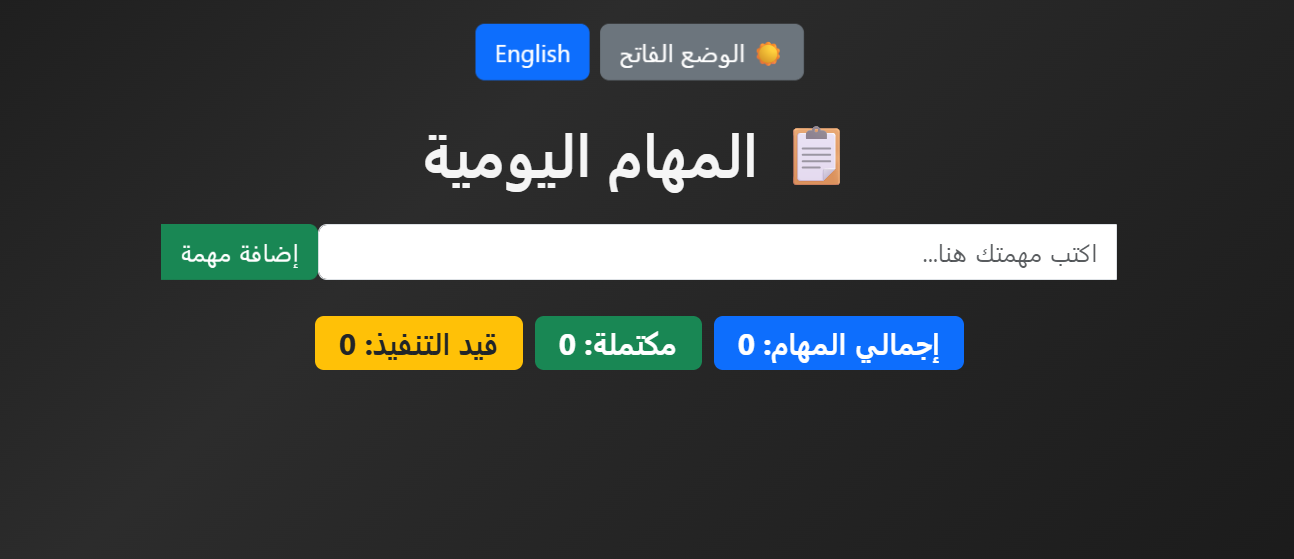 ☀️ الوضع الفاتح English
📋 المهام اليومية
اكتب مهمتك هنا... إضافة مهمة
إجمالي المهام: 0 مكتملة: 0 قيد التنفيذ: 0